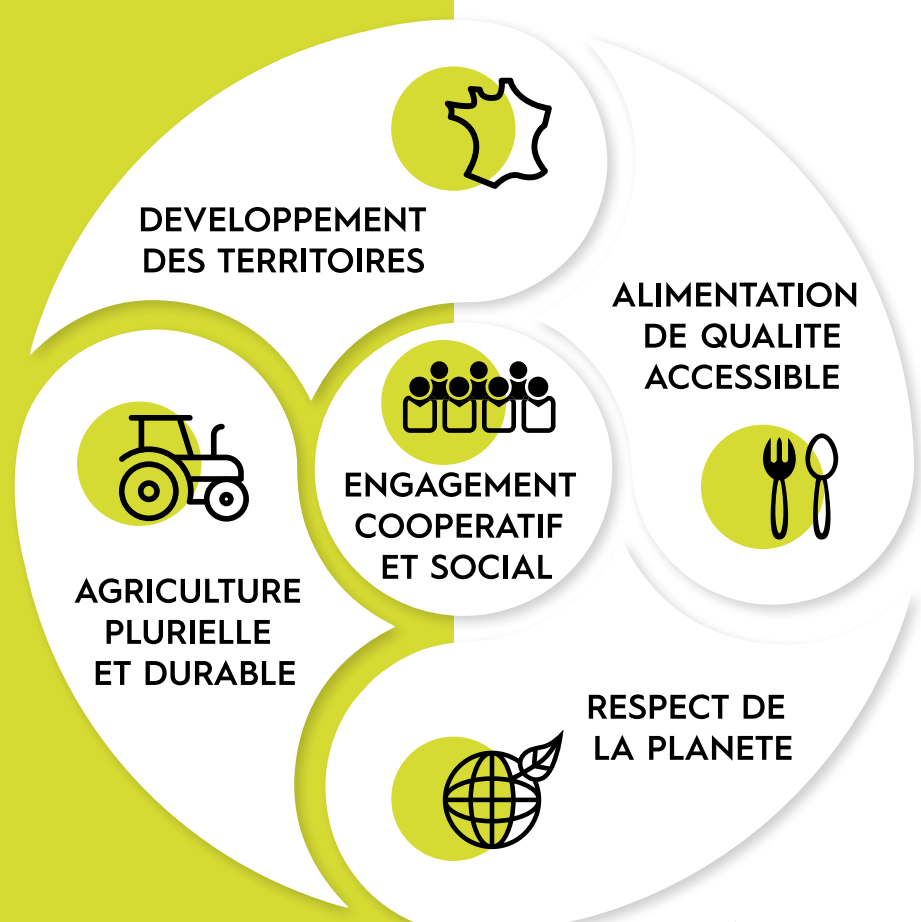 DEVELOPPEMENT
DES TERRITOIRES
ALIMENTATION
DE QUALITE
ACCESSIBLE
ENGAGEMENT
COOPERATIF
ET SOCIAL
AGRICULTURE
PLURIELLE
ET DURABLE
RESPECT DE
LA PLANETE